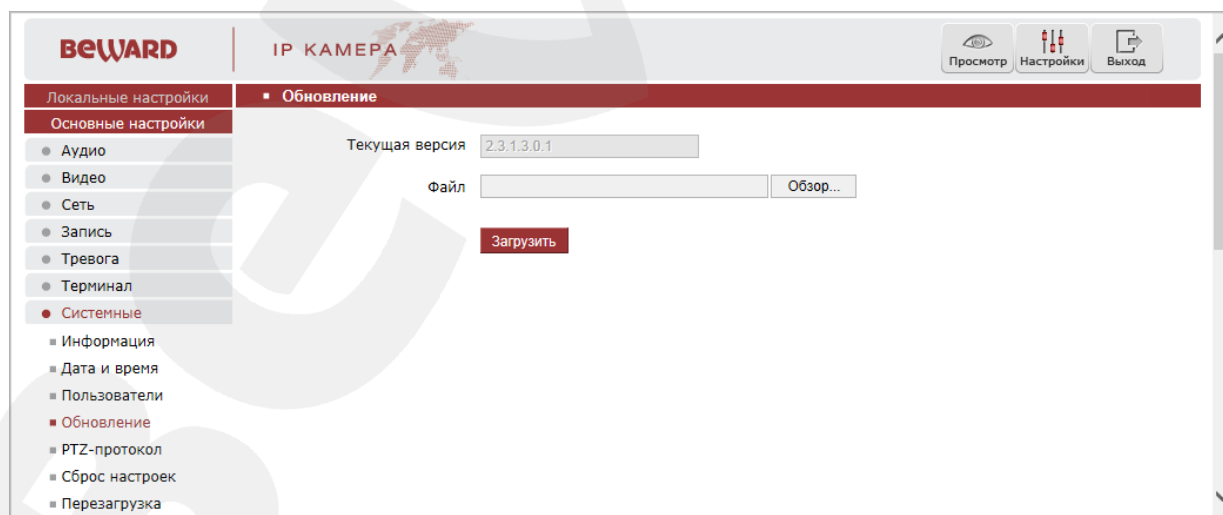 BEWARD
IP КАМЕРА
Просмотр
Настройки
Выход
Локальные настройки
Основные настройки
Аудио
Видео
Сеть
Запись
Тревога
Терминал
Системные
Информация
Дата и время
Пользователи
Обновление
PTZ-протокол
Сброс настроек
Перезагрузка
Обновление
Текущая версия 2.3.1.3.0.1
Файл Обзор...
Загрузить